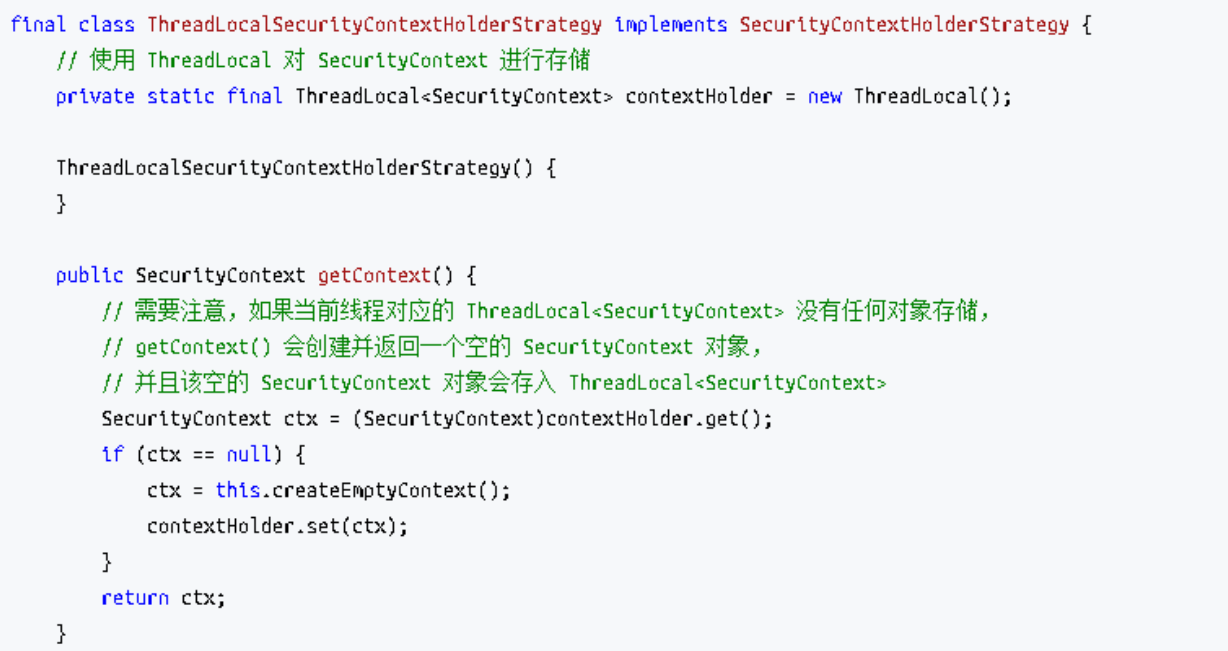 final class ThreadLocalSecurityContextHolderStrategy implements SecurityContextHolderStrategy {
// 使用 ThreadLocal 对 SecurityContext 进行存储
private static final ThreadLocal<SecurityContext> contextHolder = new ThreadLocal();
ThreadLocalSecurityContextHolderStrategy() {
}
public SecurityContext getContext() {
// 需要注意，如果当前线程对应的 ThreadLocal<SecurityContext> 没有任何对象存储，
// getContext() 会创建并返回一个空的 SecurityContext 对象，
// 并且该空的 SecurityContext 对象会存入 ThreadLocal<SecurityContext>
SecurityContext ctx = (SecurityContext)contextHolder.get();
if (ctx == null) {
ctx = this.createEmptyContext();
contextHolder.set(ctx);
}
return ctx;
}